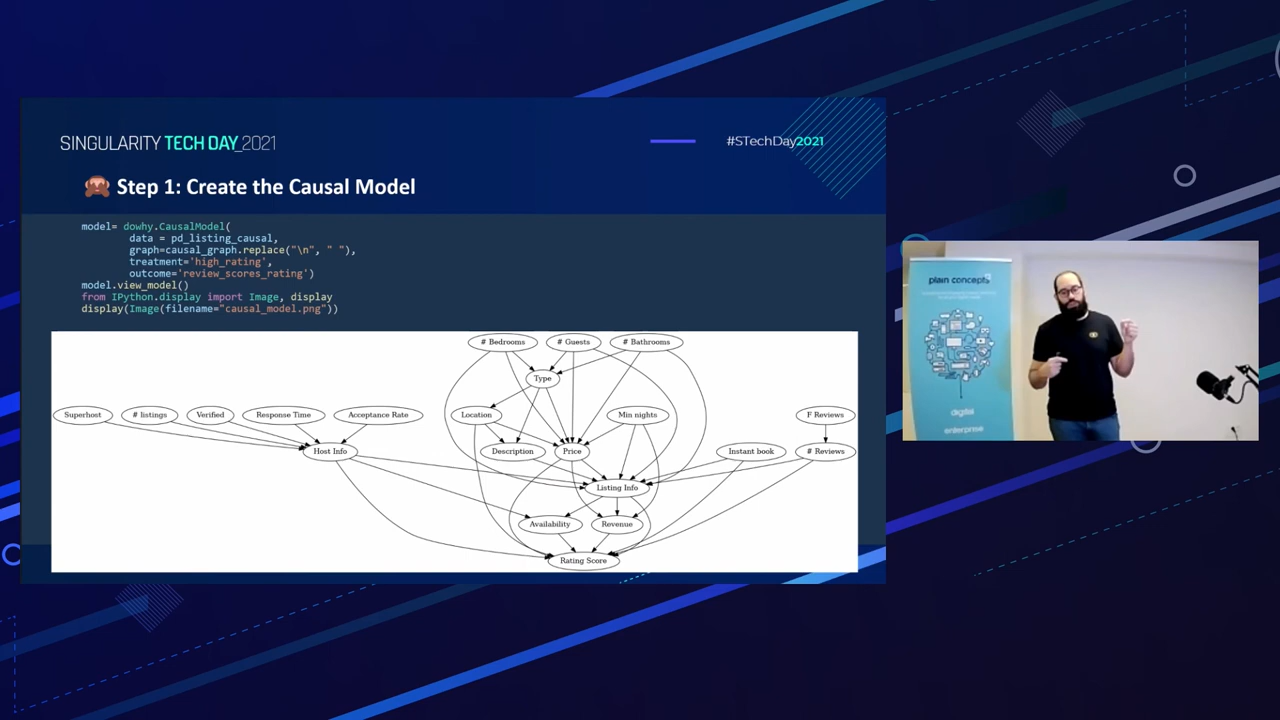 SINGULARITY TECH DAY_2021
#STechDay2021
Step 1: Create the Causal Model
model= dowhy.CausalModel(
data = pd_listing_causal,
graph=causal_graph.replace("\n", " "),
treatment='high_rating',
outcome='review_scores_rating')
model.view_model()
from IPython.display import Image, display
display(Image(filename="causal_model.png"))
# Bedrooms
# Guests
# Bathrooms
Type
Superhost
# listings
Verified
Response Time
Acceptance Rate
Location
Min nights
F Reviews
Host Info
Description
Price
Instant book
# Reviews
Listing Info
Availability
Revenue
Rating Score
plain concepts
digital
enterprise